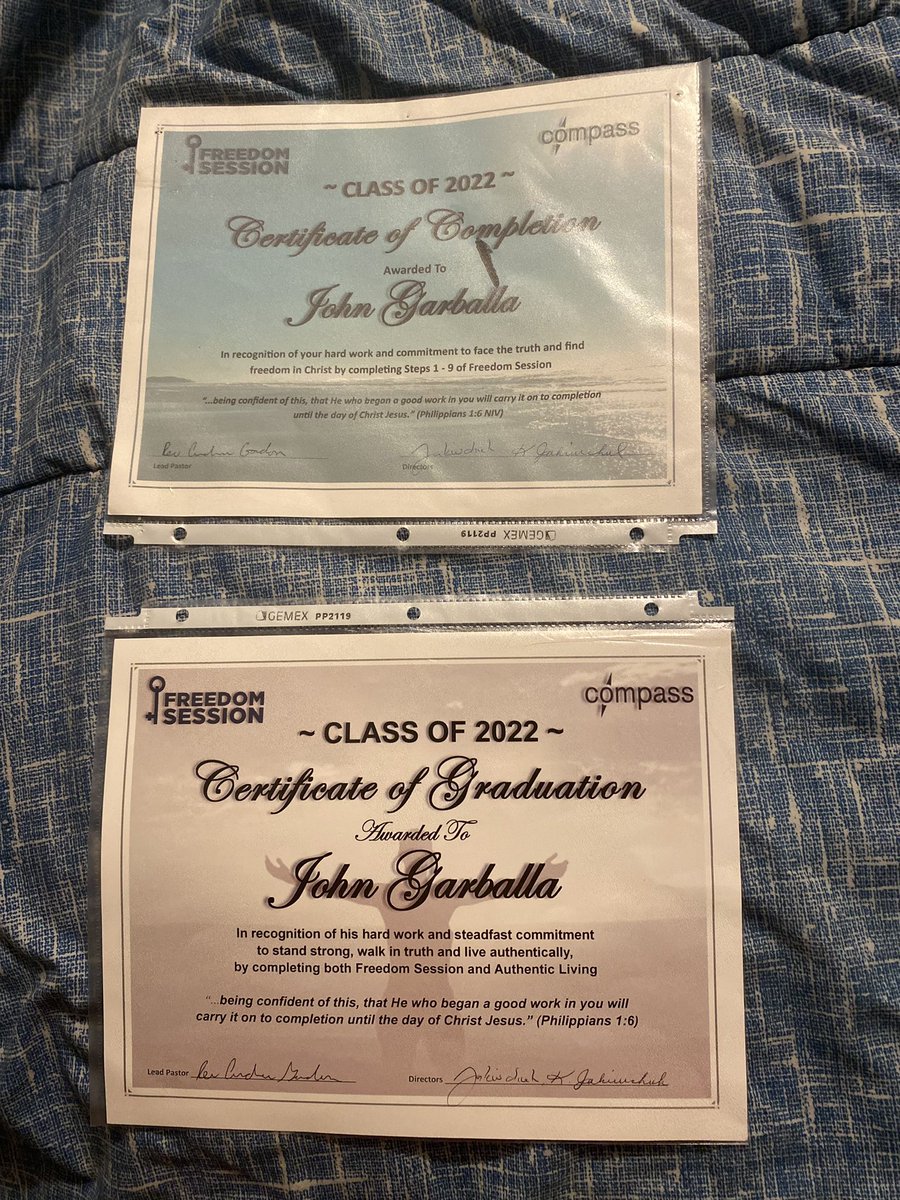 FREEDOM
SESSION
compass
~ CLASS OF 2022 ~
Certificate of Completion
Awarded To
John Garballa
In recognition of your hard work and commitment to face the truth and find
freedom in Christ by completing Steps 1 - 9 of Freedom Session
"...being confident of this, that He who began a good work in you will carry it on to completion
until the day of Christ Jesus." (Philippians 1:6 NIV)
Rev
Lead Pastor
Directors
GEMEX PP2119
GEMEX PP2119
FREEDOM
SESSION
compass
~ CLASS OF 2022 ~
Certificate of Graduation
Awarded To
John Garballa
In recognition of his hard work and steadfast commitment
to stand strong, walk in truth and live authentically,
by completing both Freedom Session and Authentic Living
"...being confident of this, that He who began a good work in you will
carry it on to completion until the day of Christ Jesus." (Philippians 1:6)
Lead Pastor Rev
Directors